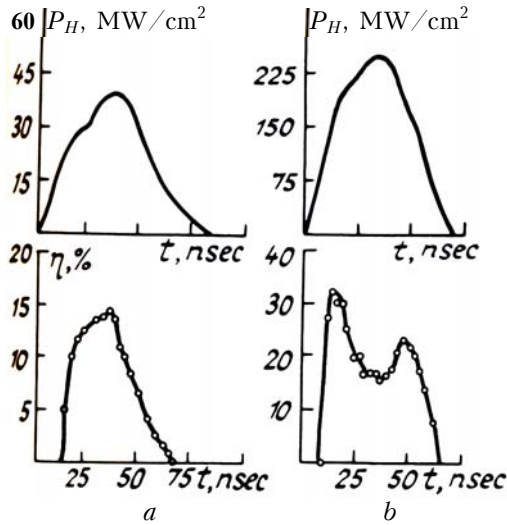 60 P_H, MW/cm² P_H, MW/cm²
45
30
15
225
150
75
t, nsec t, nsec
20 η,% 40
15 30
10 20
5 10
25 50 75 t, nsec 25 50 t, nsec
a b